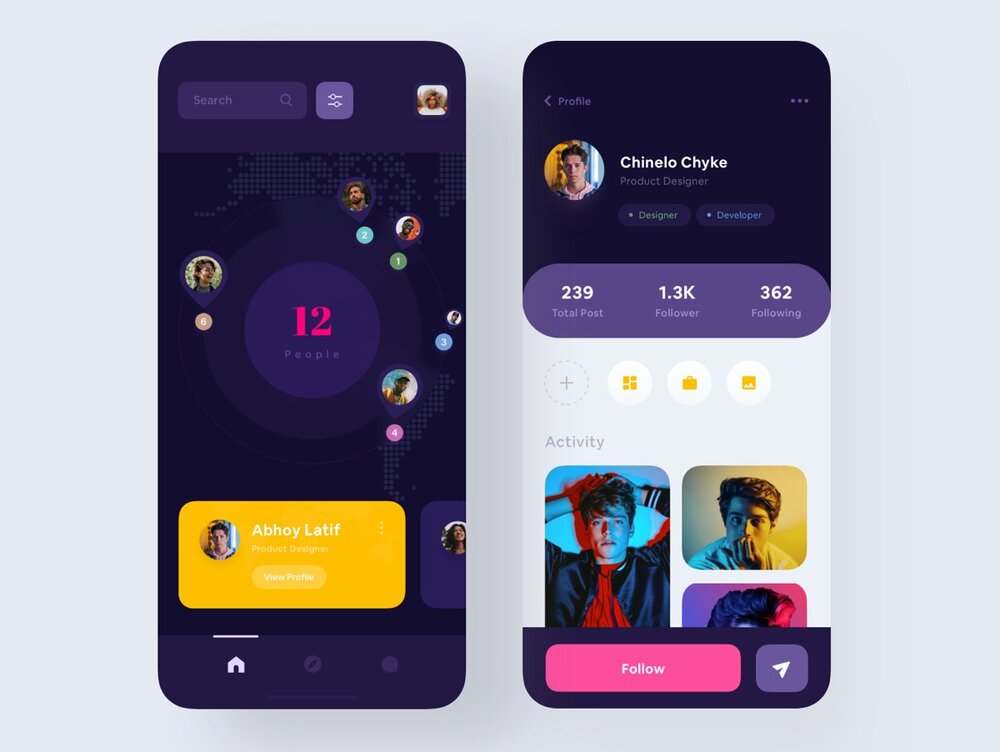 Search
2
1
6
12
People
3
4
Abhoy Latif
Product Designer
View Profile
Profile
Chinelo Chyke
Product Designer
Designer
Developer
239
1.3K
362
Total Post
Follower
Following
Activity
Follow